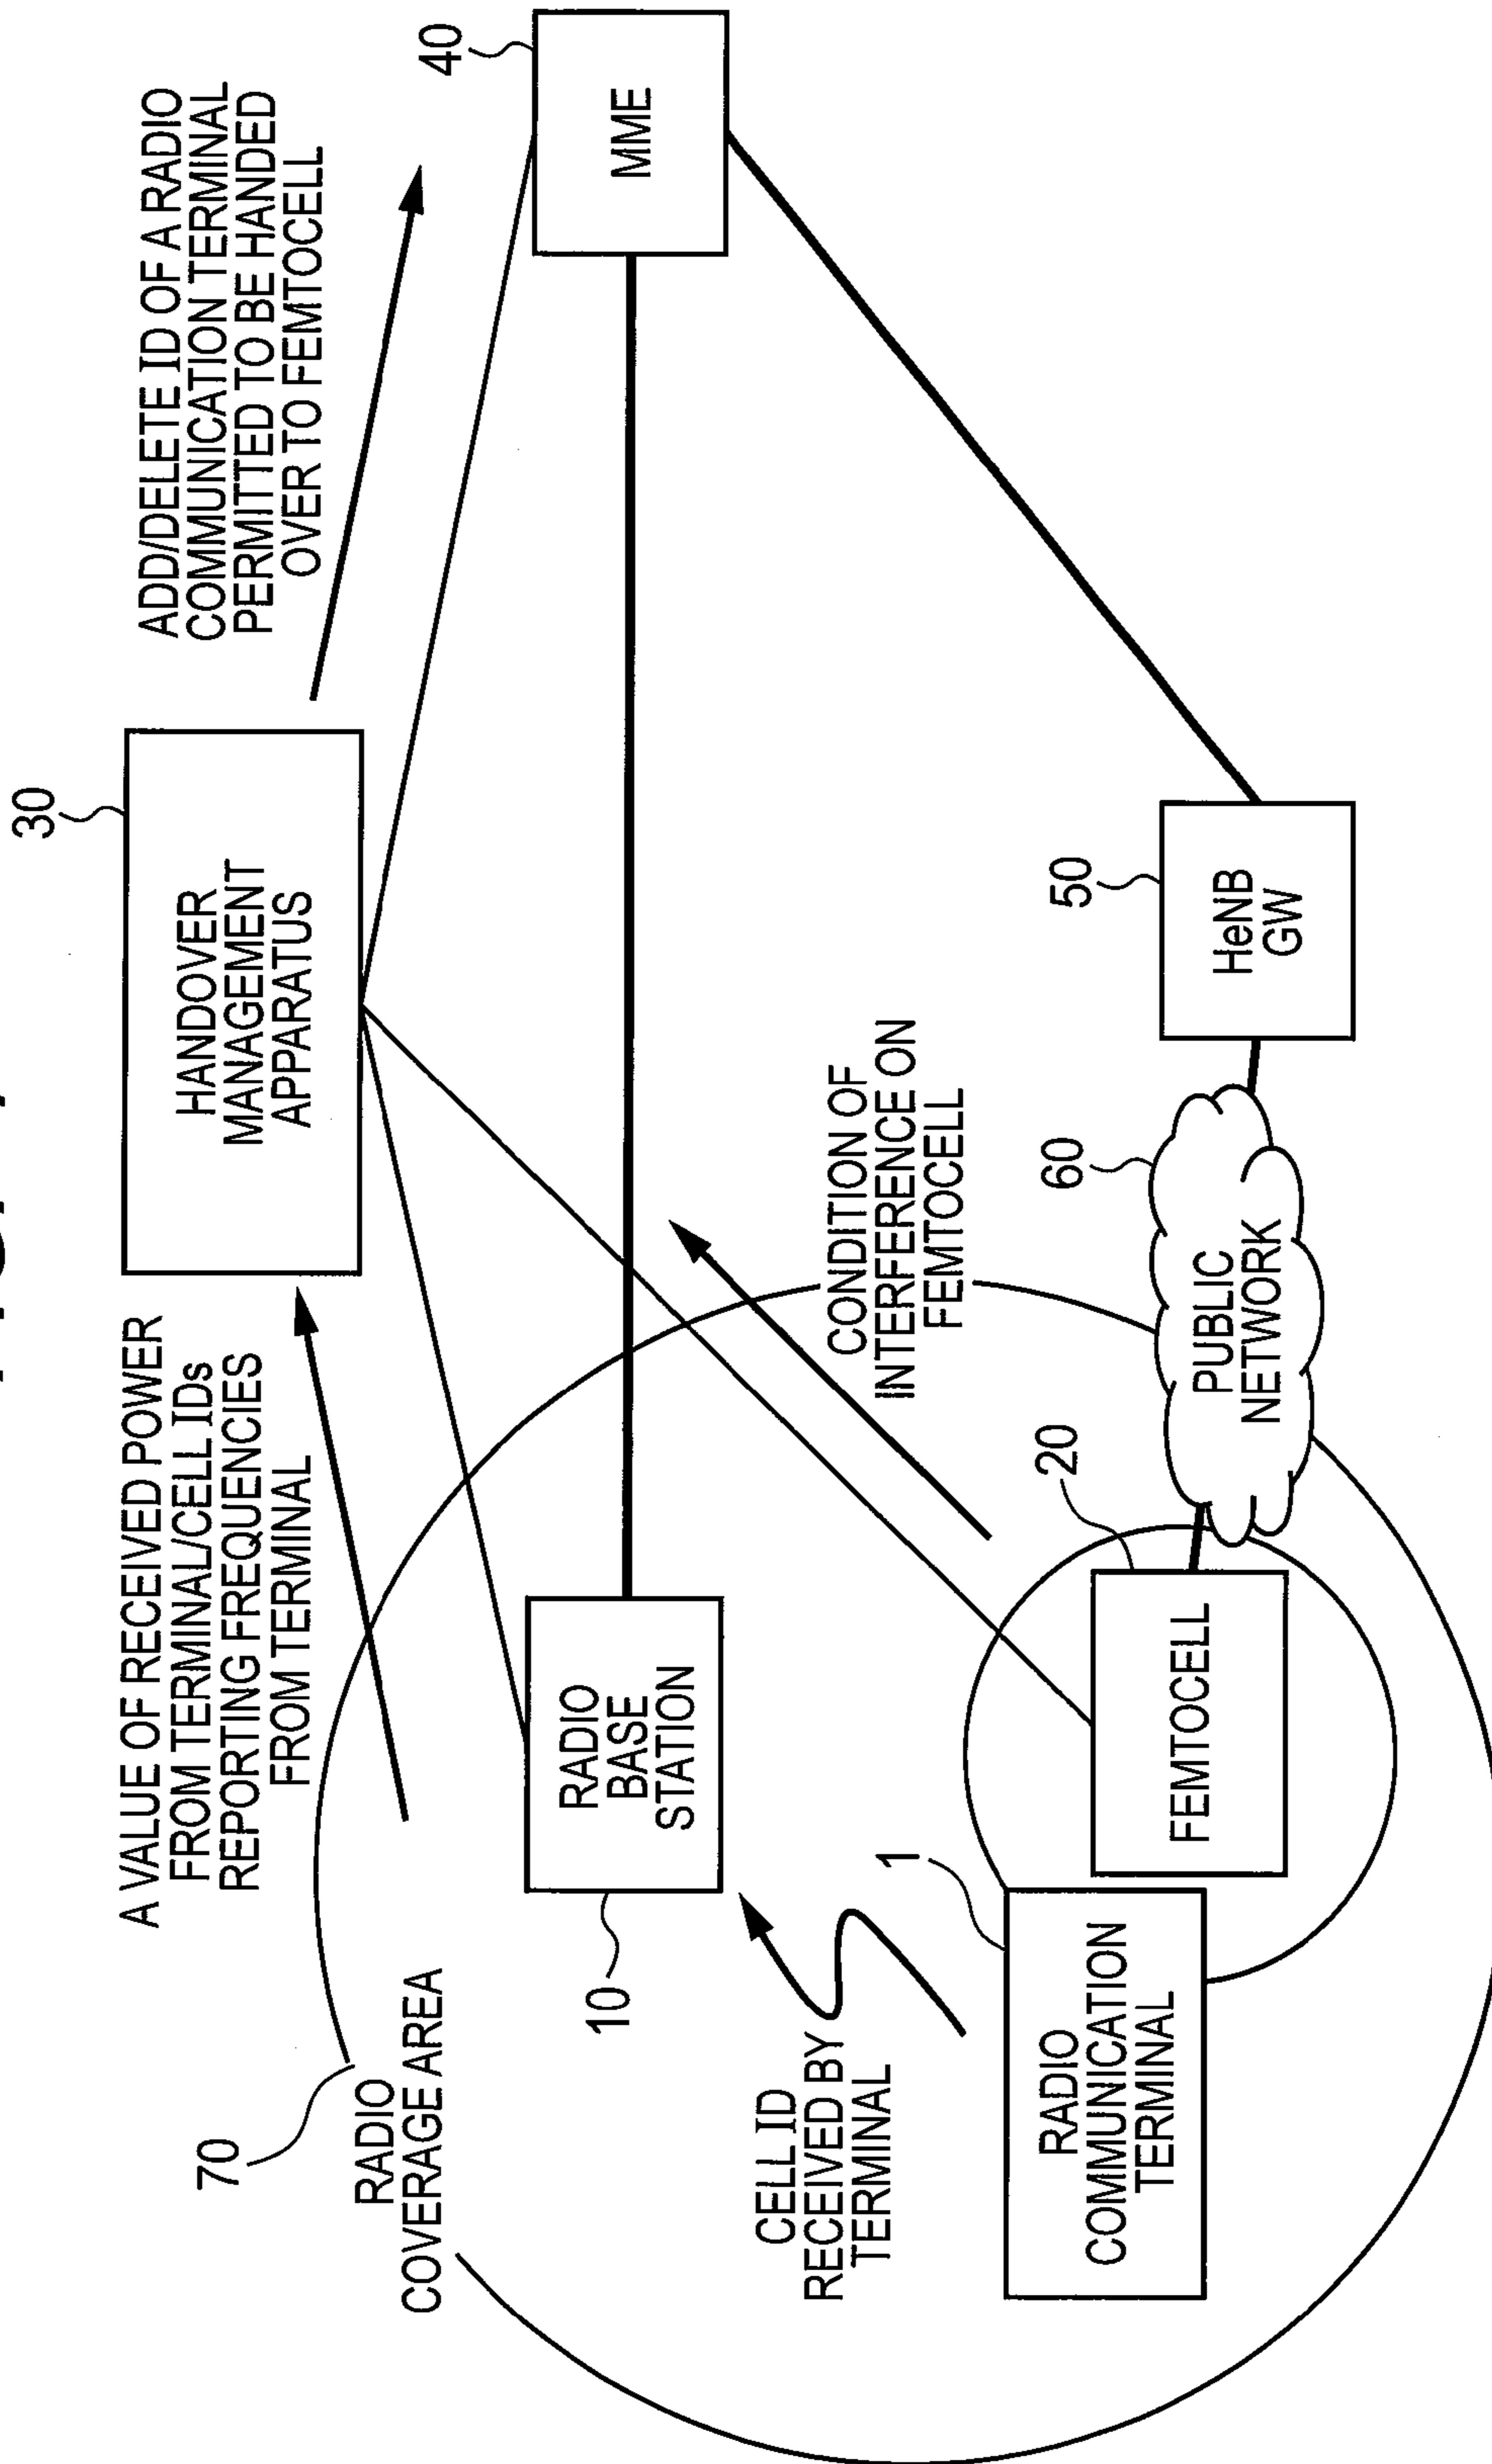 30
HANDOVER
MANAGEMENT
APPARATUS
ADD/DELETE ID OF A RADIO
COMMUNICATION TERMINAL
PERMITTED TO BE HANDED
OVER TO FEMTOCELL
40
MME
A VALUE OF RECEIVED POWER
FROM TERMINAL/CELL IDs
REPORTING FREQUENCIES
FROM TERMINAL
70
RADIO
COVERAGE AREA
10
RADIO
BASE
STATION
CELL ID
RECEIVED BY
TERMINAL
CONDITION OF
INTERFERENCE ON
FEMTOCELL
1
RADIO
COMMUNICATION
TERMINAL
20
FEMTOCELL
60
PUBLIC
NETWORK
50
HeNB
GW